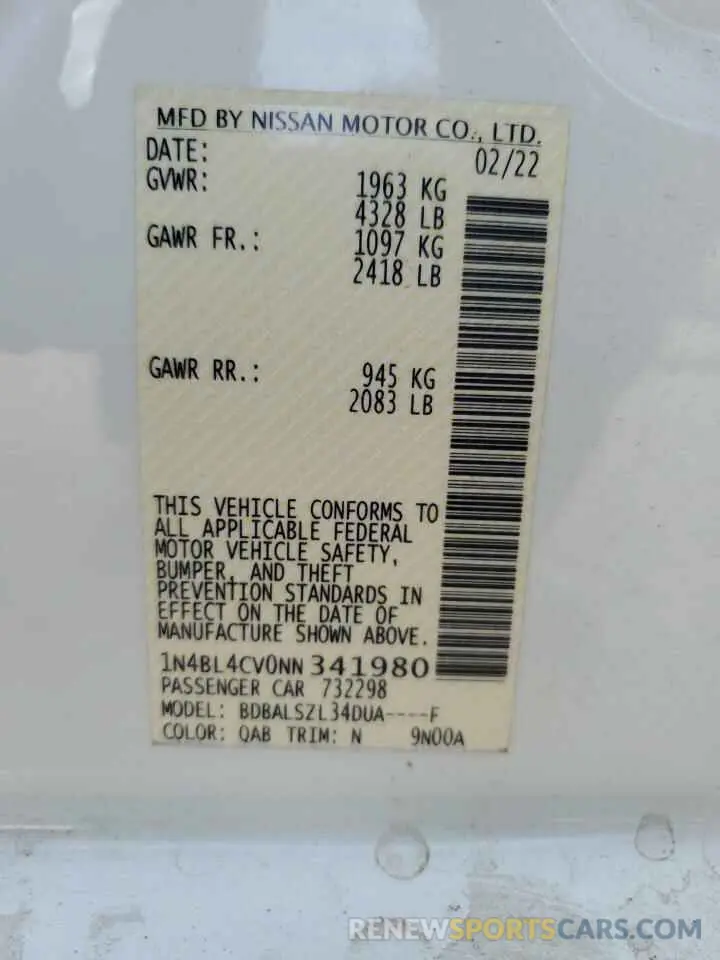 MFD BY NISSAN MOTOR CO., LTD.
DATE: 02/22
GVWR: 1963 KG
4328 LB
GAWR FR.: 1097 KG
2418 LB
GAWR RR.: 945 KG
2083 LB
THIS VEHICLE CONFORMS TO
ALL APPLICABLE FEDERAL
MOTOR VEHICLE SAFETY,
BUMPER, AND THEFT
PREVENTION STANDARDS IN
EFFECT ON THE DATE OF
MANUFACTURE SHOWN ABOVE.
1N4BL4CV0NN 341980
PASSENGER CAR 732298
MODEL: BDBALSZL34DUA----F
COLOR: QAB TRIM: N 9N00A
RENEWSPORTSCARS.COM